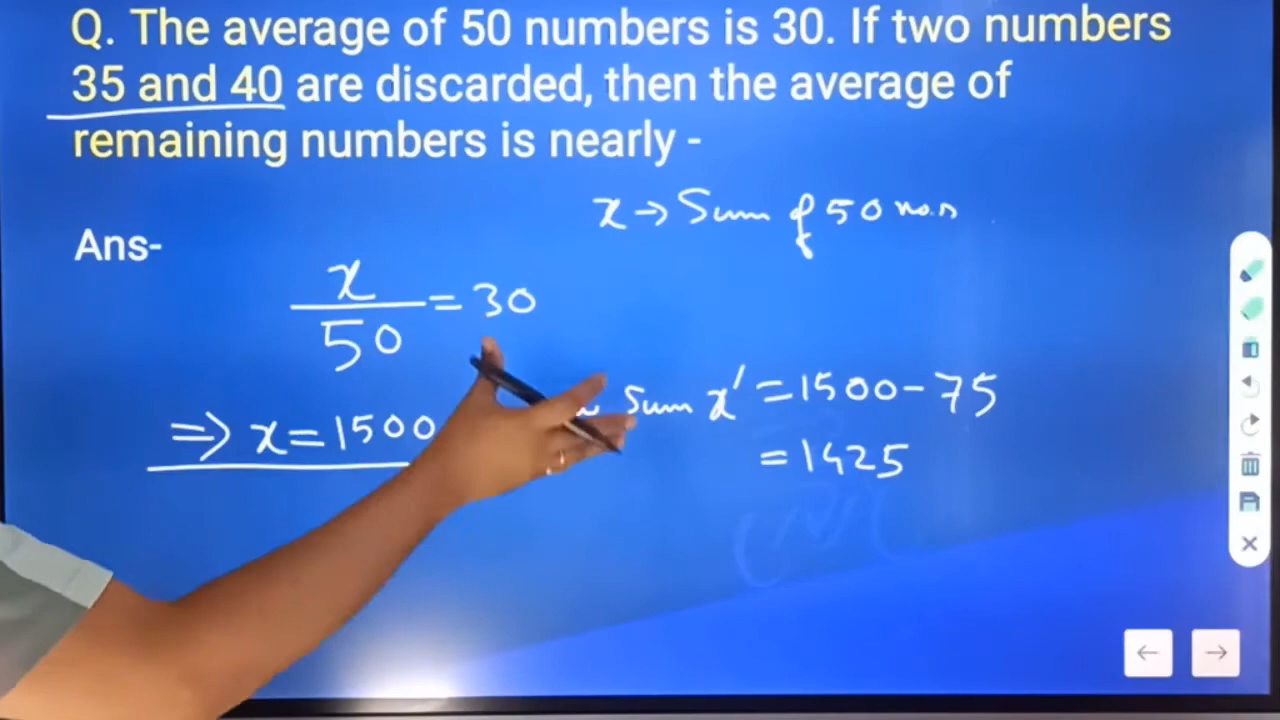 Q. The average of 50 numbers is 30. If two numbers
35 and 40 are discarded, then the average of
remaining numbers is nearly -
x → Sum of 50 no.s
Ans-
x
50
= 30
⇒ x = 1500
Sum x' = 1500 - 75
= 1425